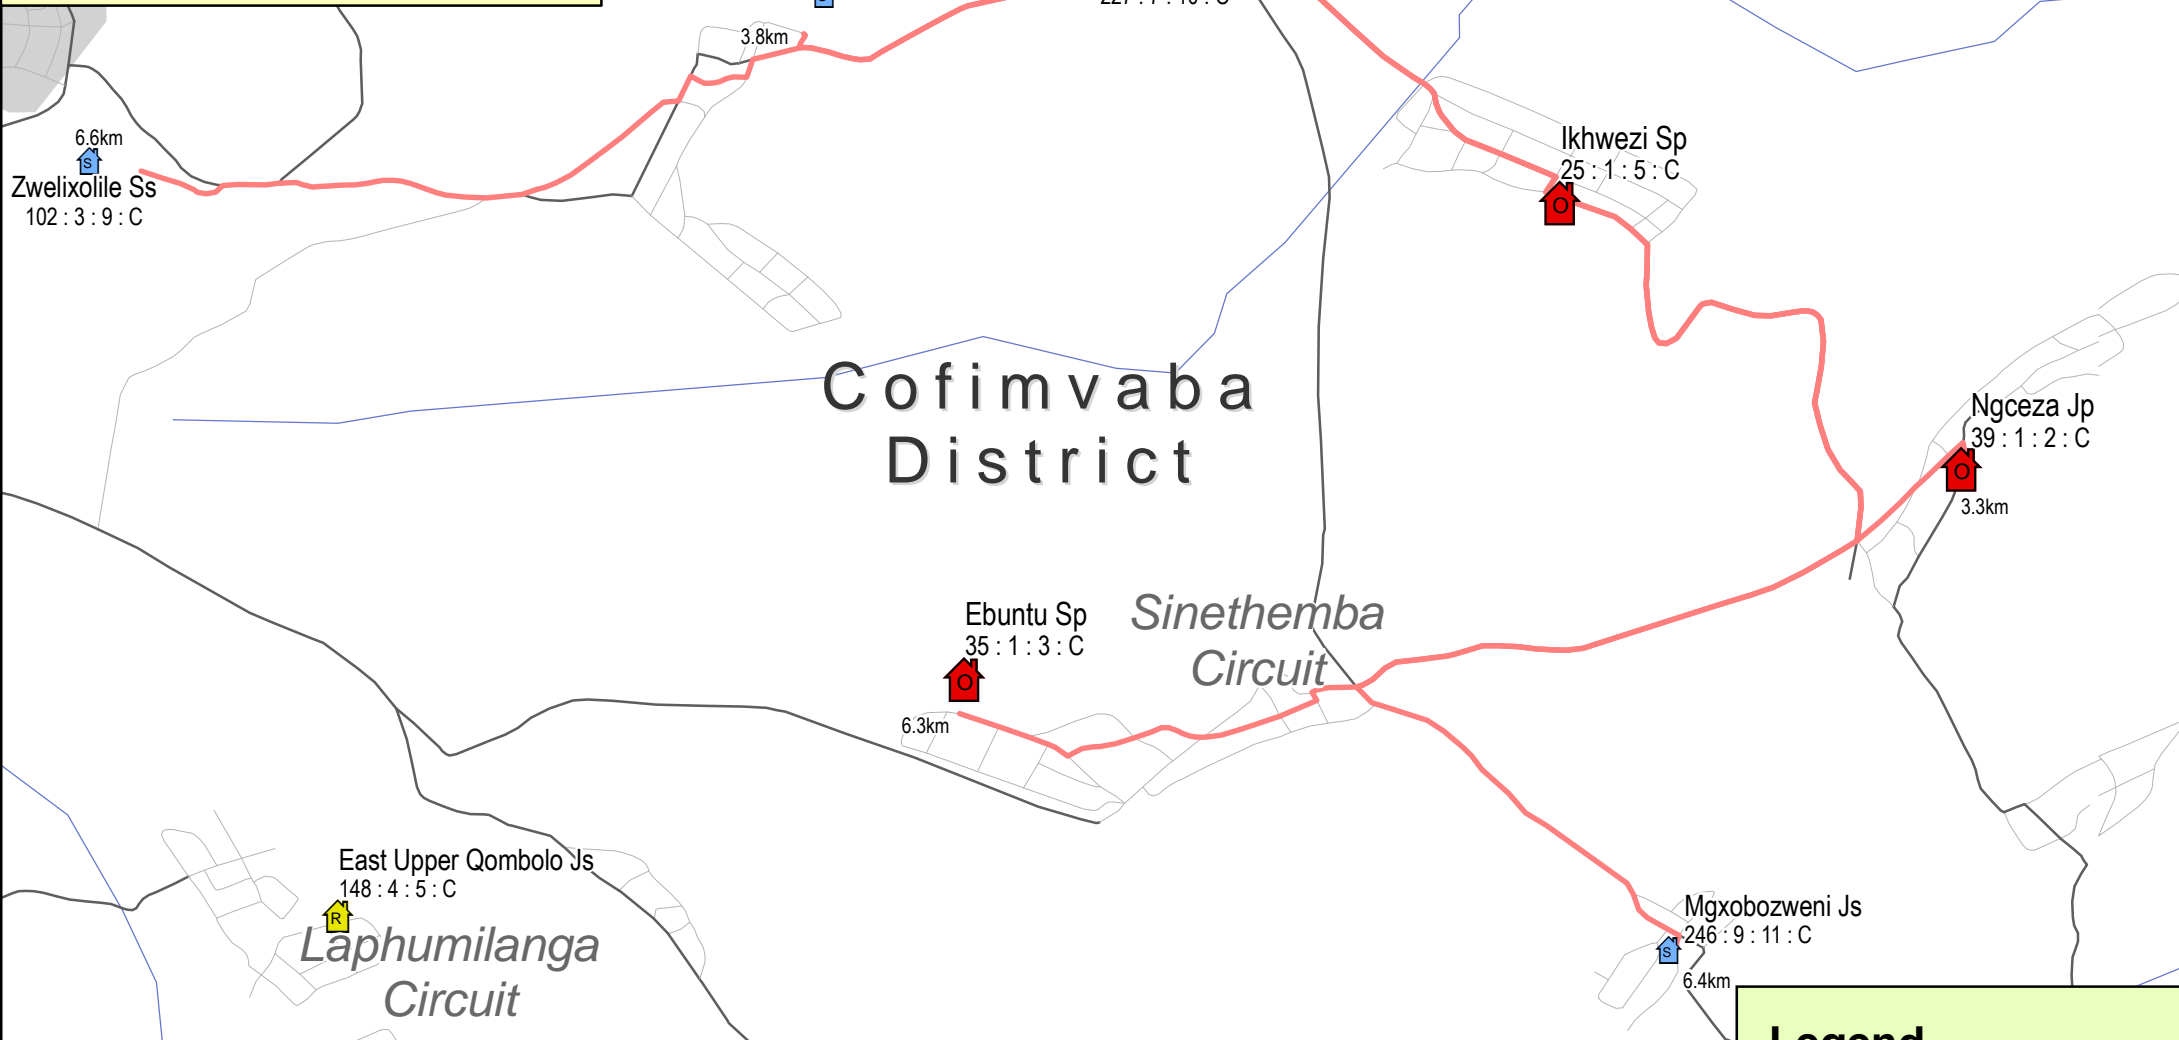 3.8km
6.6km
S
Zwelixolile Ss
102 : 3 : 9 : C
Ikhwezi Sp
25 : 1 : 5 : C
O
Cofimvaba
District
Ngceza Jp
39 : 1 : 2 : C
O
3.3km
Ebuntu Sp
35 : 1 : 3 : C
O
6.3km
Sinethemba
Circuit
East Upper Qombolo Js
148 : 4 : 5 : C
R
Laphumilanga
Circuit
Mgxobozweni Js
246 : 9 : 11 : C
S
6.4km
Legend